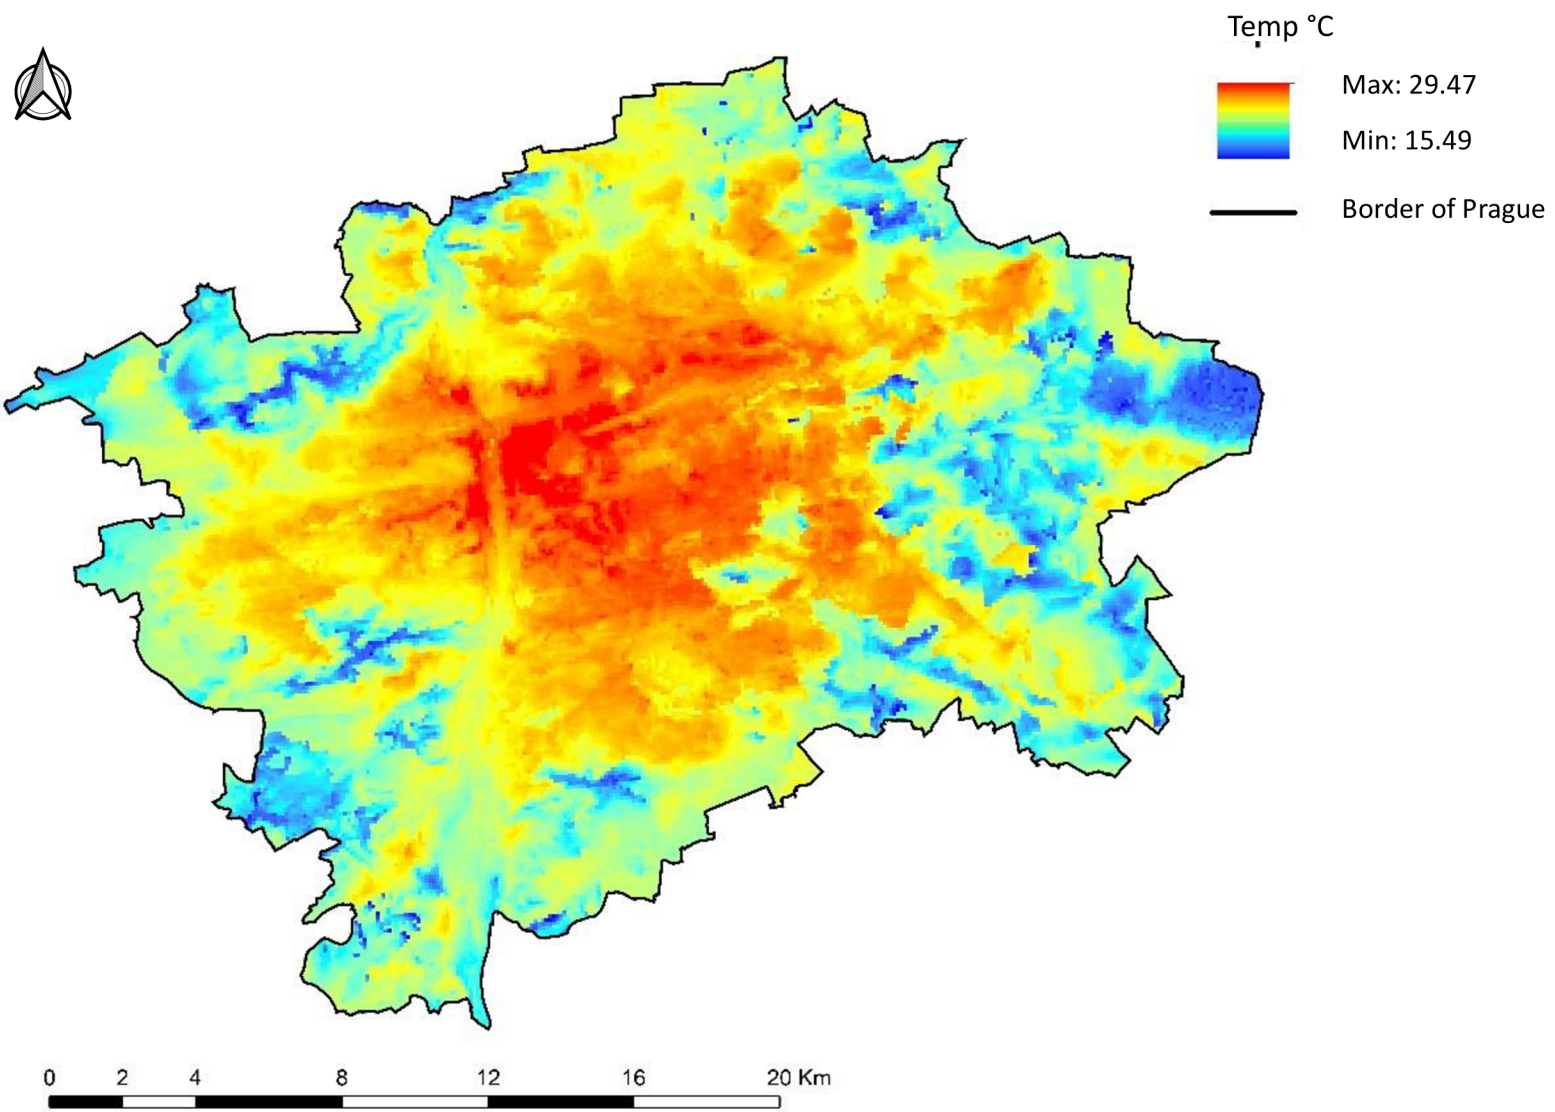 Temp °C
Max: 29.47
Min: 15.49
Border of Prague
0 2 4 8 12 16 20 Km